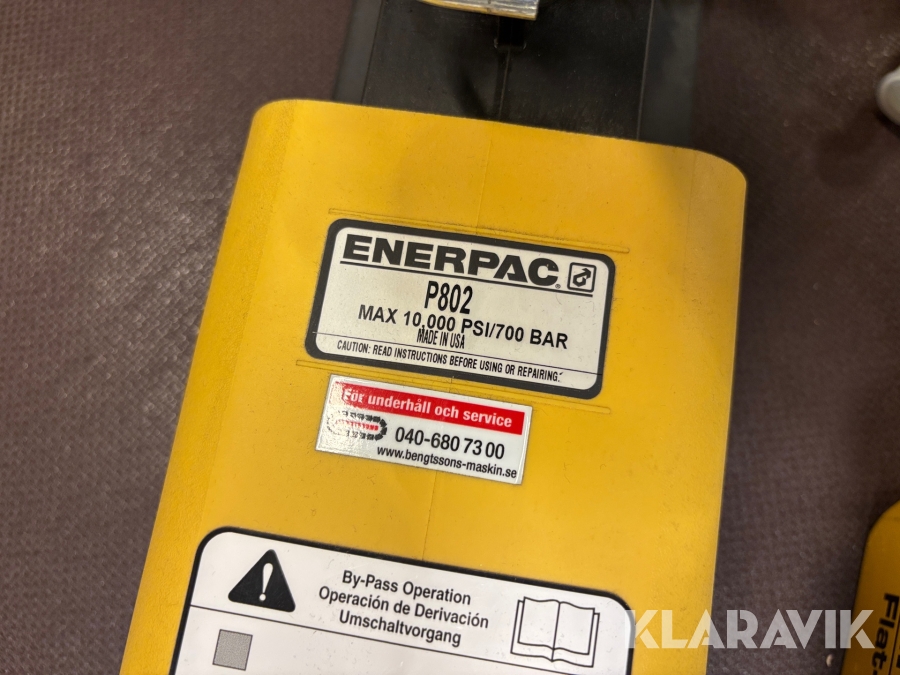 ENERPAC®
P802
MAX 10,000 PSI/700 BAR
MADE IN USA
CAUTION: READ INSTRUCTIONS BEFORE USING OR REPAIRING.
För underhåll och service
040-680 73 00
www.bengtssons-maskin.se
By-Pass Operation
Operación de Derivación
Umschaltvorgang
KLARAVIK